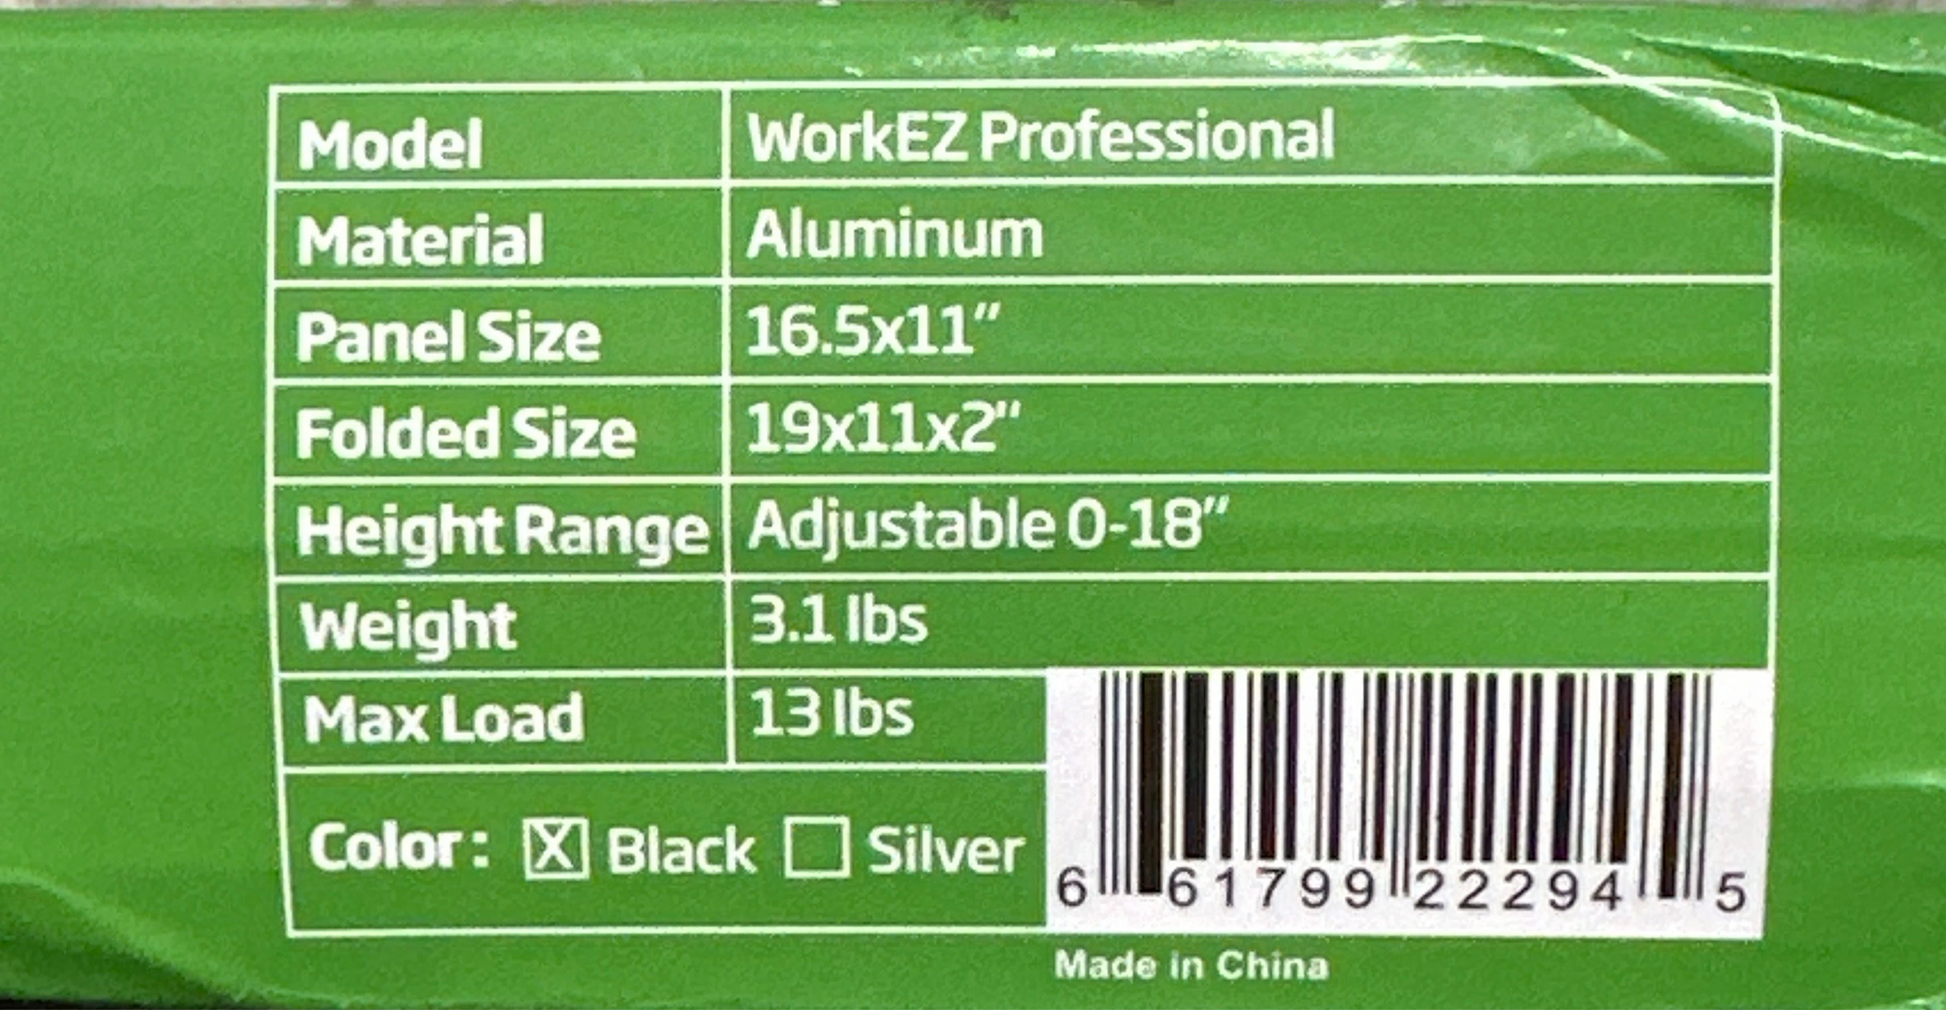 Model WorkEZ Professional
Material Aluminum
Panel Size 16.5x11"
Folded Size 19x11x2"
Height Range Adjustable 0-18"
Weight 3.1 lbs
Max Load 13 lbs
Color: X Black Silver
6 61799 22294 5
Made in China